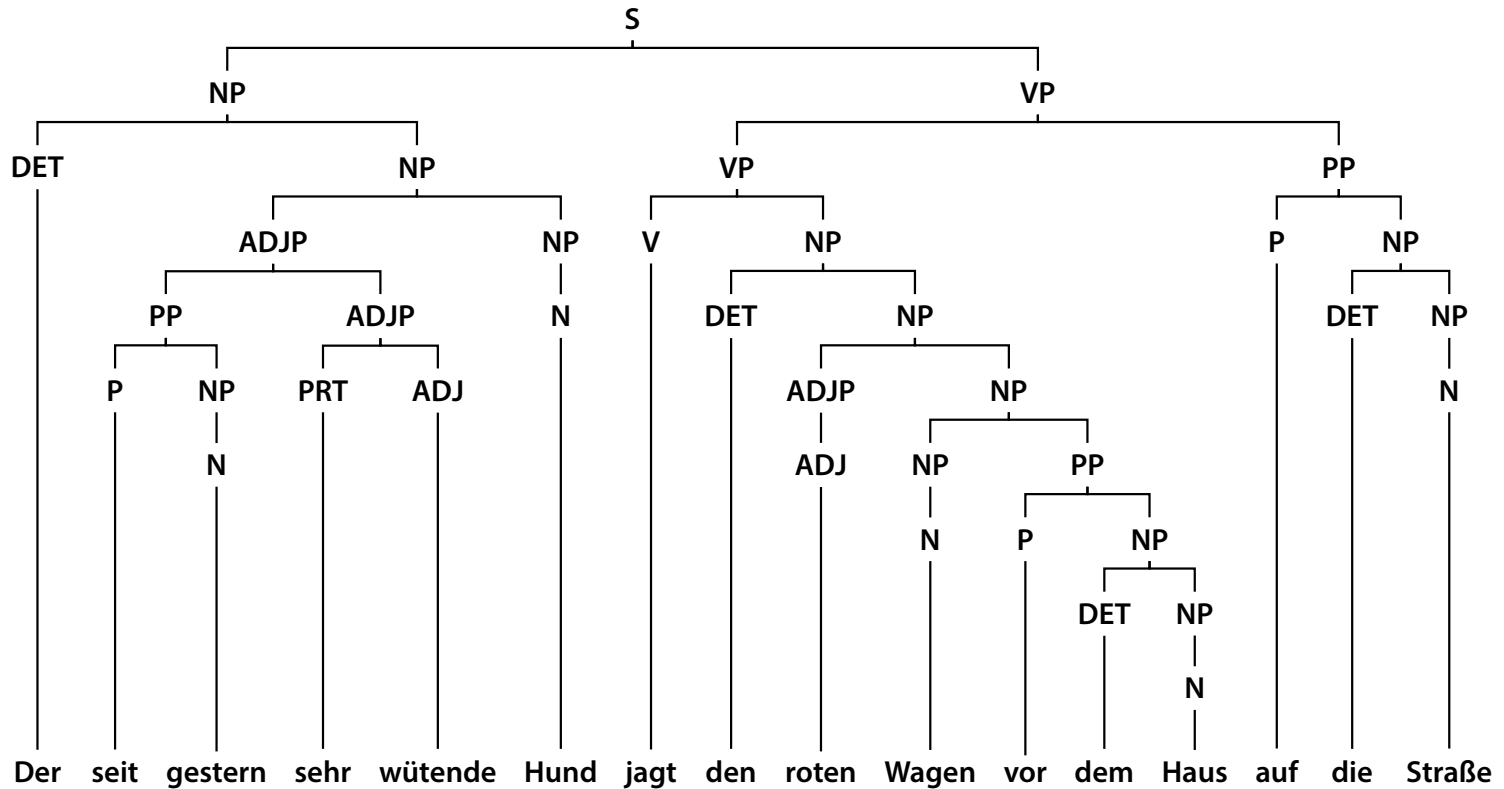 S
NP VP
DET NP VP PP
ADJP NP V NP P NP
PP ADJP N DET NP DET NP
P NP PRT ADJ ADJP NP N
N ADJ NP PP
N P NP
DET NP
N
Der seit gestern sehr wütende Hund jagt den roten Wagen vor dem Haus auf die Straße